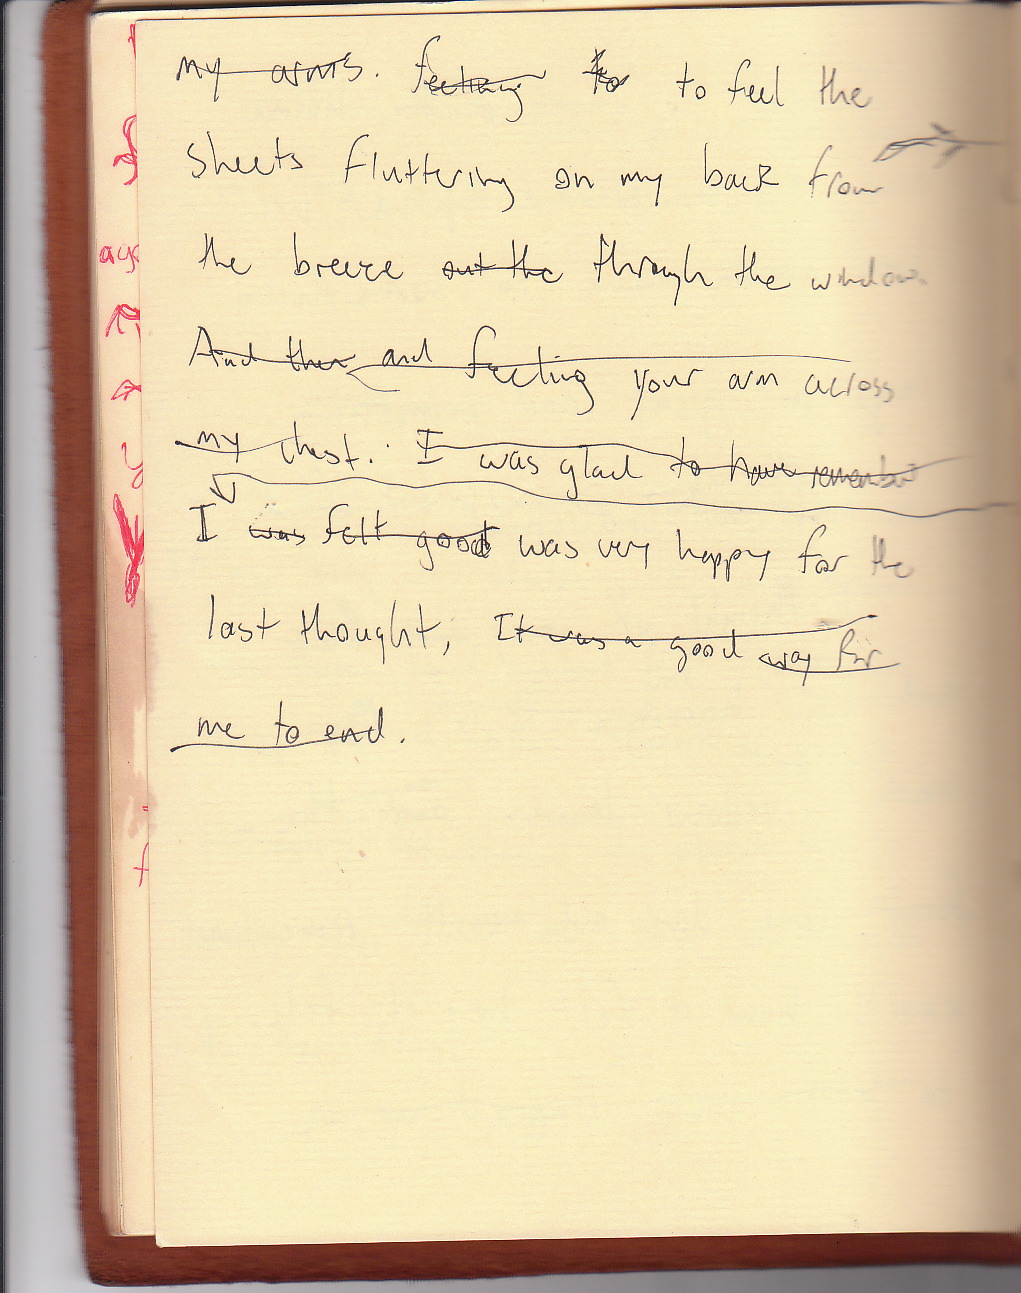 my arms. feeling to to feel the
sheets fluttering on my back from
the breeze out the through the window.
And then and feeling your arm across
my chest. I was glad to have remember
I was felt good was very happy for the
last thought, It was a good way for
me to end.